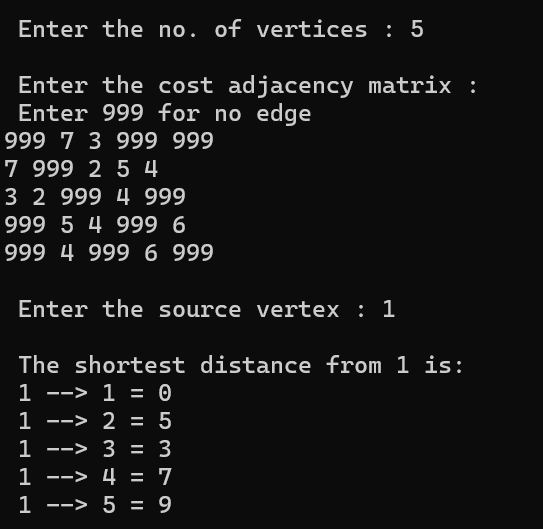 Enter the no. of vertices : 5
Enter the cost adjacency matrix :
Enter 999 for no edge
999 7 3 999 999
7 999 2 5 4
3 2 999 4 999
999 5 4 999 6
999 4 999 6 999
Enter the source vertex : 1
The shortest distance from 1 is:
1 --> 1 = 0
1 --> 2 = 5
1 --> 3 = 3
1 --> 4 = 7
1 --> 5 = 9